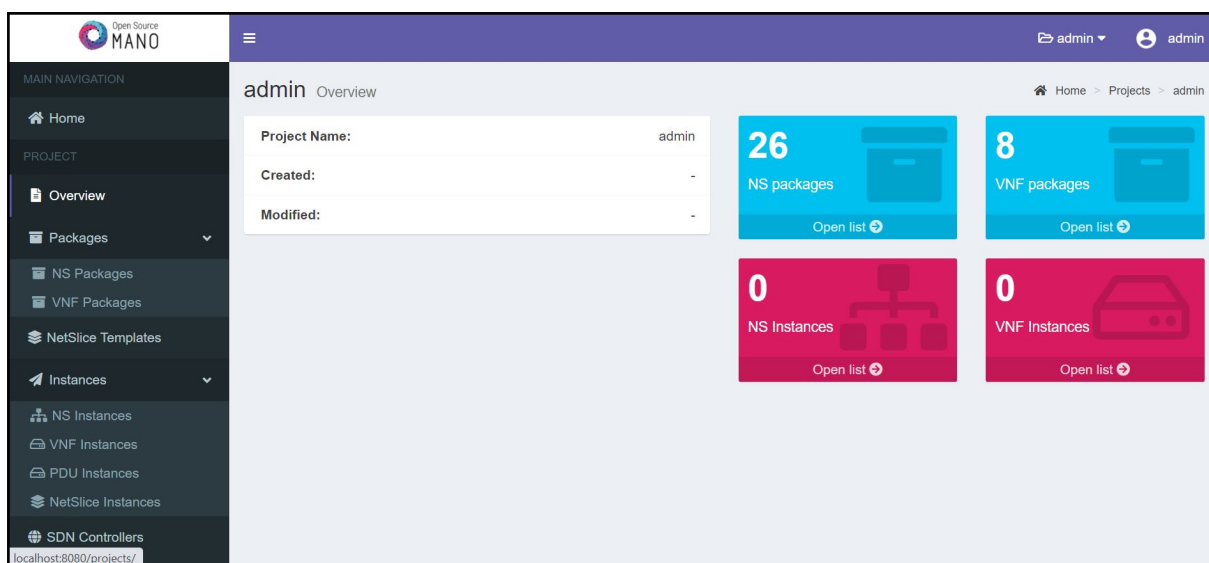 Open Source
MANO
admin
admin
MAIN NAVIGATION
Home
PROJECT
Overview
Packages
NS Packages
VNF Packages
NetSlice Templates
Instances
NS Instances
VNF Instances
PDU Instances
NetSlice Instances
SDN Controllers
localhost:8080/projects/
admin Overview
Home > Projects > admin
Project Name: admin
Created: -
Modified: -
26
NS packages
Open list
8
VNF packages
Open list
0
NS Instances
Open list
0
VNF Instances
Open list